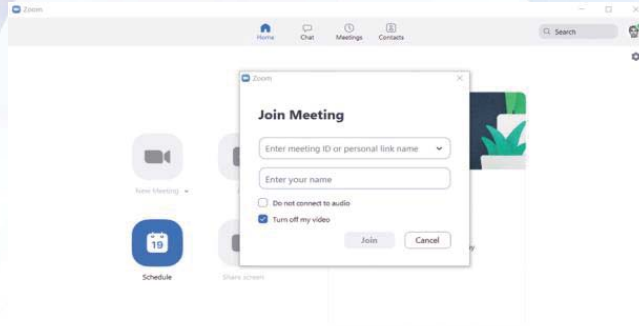 Zoom
Home Chat Meetings Contacts
Search
Zoom
Join Meeting
Enter meeting ID or personal link name
Enter your name
Do not connect to audio
Turn off my video
Join Cancel
New Meeting
19
Schedule
Share screen